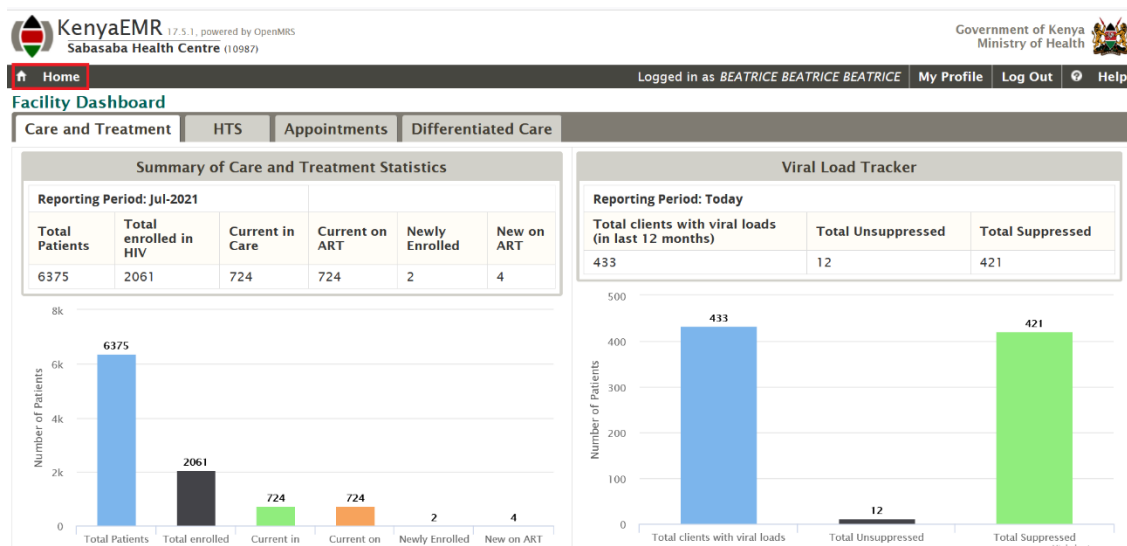 KenyaEMR 17.5.1, powered by OpenMRS
Sabasaba Health Centre (10987)
Government of Kenya
Ministry of Health
Home
Logged in as BEATRICE BEATRICE BEATRICE
My Profile
Log Out
Help
Facility Dashboard
Care and Treatment
HTS
Appointments
Differentiated Care
Summary of Care and Treatment Statistics
Reporting Period: Jul-2021
Total Patients
Total enrolled in HIV
Current in Care
Current on ART
Newly Enrolled
New on ART
6375 2061 724 724 2 4
8k
6k
4k
2k
0
Number of Patients
6375
2061
724
724
2
4
Total Patients
Total enrolled
Current in
Current on
Newly Enrolled
New on ART
Viral Load Tracker
Reporting Period: Today
Total clients with viral loads (in last 12 months)
Total Unsuppressed
Total Suppressed
433 12 421
500
400
300
200
100
0
Number of Patients
433
12
421
Total clients with viral loads
Total Unsuppressed
Total Suppressed